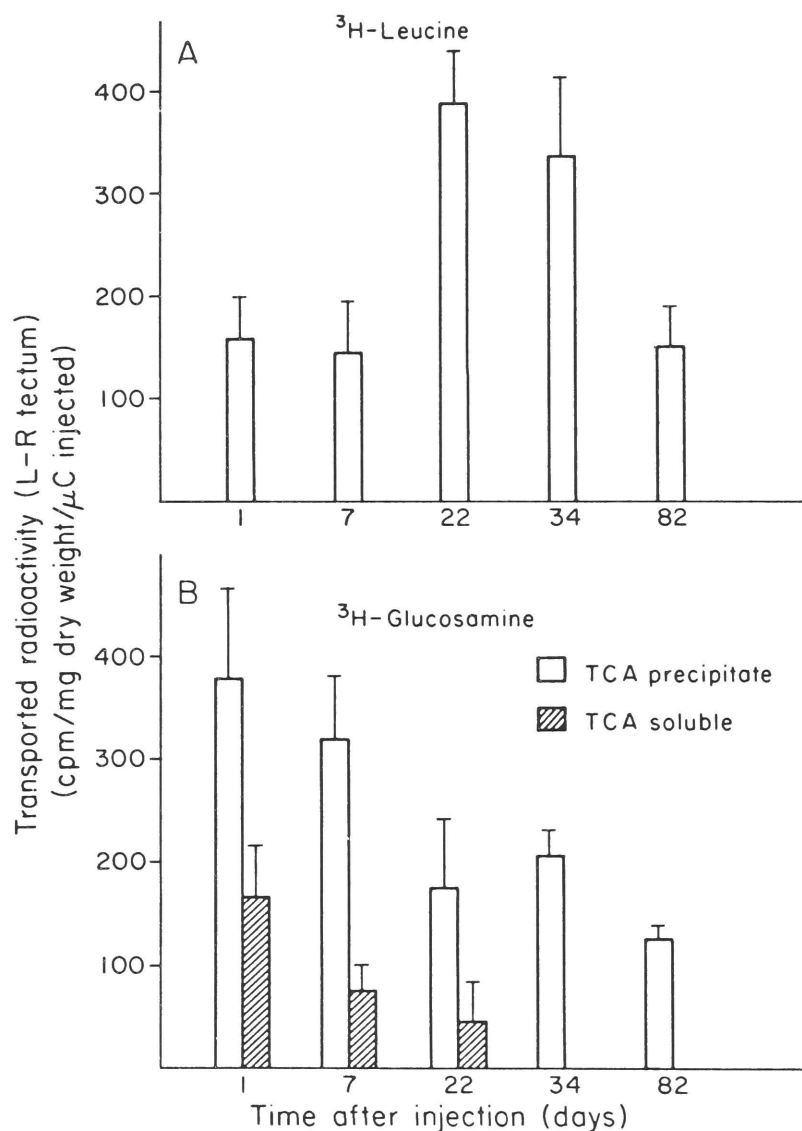 A
³H-Leucine
Transported radioactivity (L-R tectum)
(cpm/mg dry weight/μC injected)
400
300
200
100
1 7 22 34 82
B
³H-Glucosamine
TCA precipitate
TCA soluble
400
300
200
100
1 7 22 34 82
Time after injection (days)